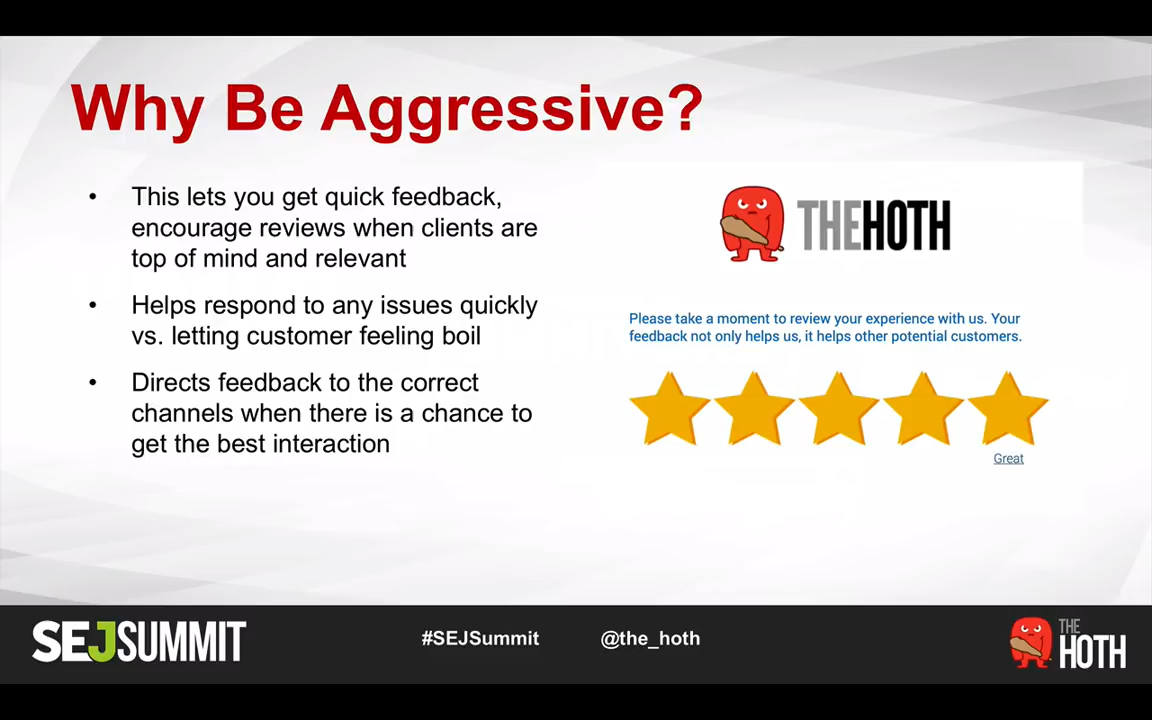 Why Be Aggressive?
• This lets you get quick feedback,
encourage reviews when clients are
top of mind and relevant
• Helps respond to any issues quickly
vs. letting customer feeling boil
• Directs feedback to the correct
channels when there is a chance to
get the best interaction
THEHOTH
Please take a moment to review your experience with us. Your
feedback not only helps us, it helps other potential customers.
Great
SEJSUMMIT
#SEJSummit
@the_hoth
THE
HOTH